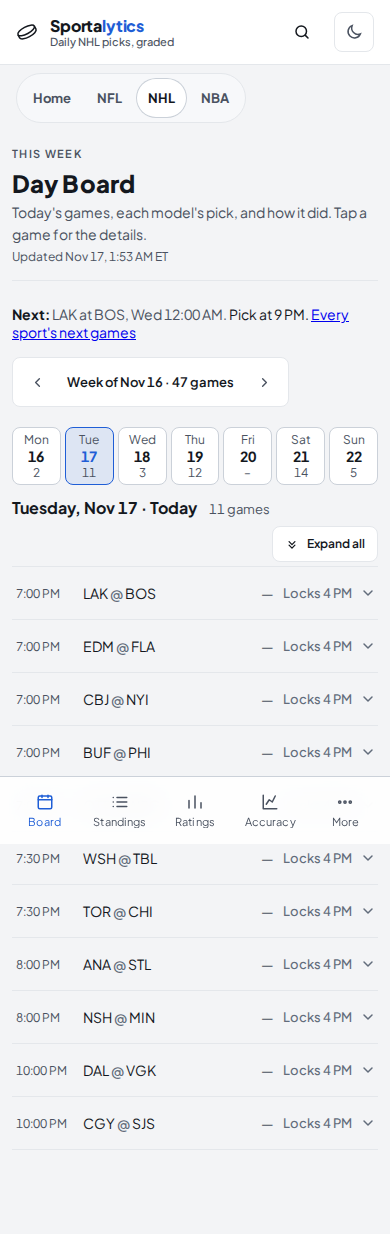 Sportalytics
Daily NHL picks, graded
Home NFL NHL NBA
THIS WEEK
Day Board
Today's games, each model's pick, and how it did. Tap a
game for the details.
Updated Nov 17, 1:53 AM ET
Next: LAK at BOS, Wed 12:00 AM. Pick at 9 PM. Every
sport's next games
Week of Nov 16 · 47 games
Mon Tue Wed Thu Fri Sat Sun
16 17 18 19 20 21 22
2 11 3 12 – 14 5
Tuesday, Nov 17 · Today 11 games
Expand all
7:00 PM LAK @ BOS — Locks 4 PM
7:00 PM EDM @ FLA — Locks 4 PM
7:00 PM CBJ @ NYI — Locks 4 PM
7:00 PM BUF @ PHI — Locks 4 PM
Board Standings Ratings Accuracy More
7:30 PM WSH @ TBL — Locks 4 PM
7:30 PM TOR @ CHI — Locks 4 PM
8:00 PM ANA @ STL — Locks 4 PM
8:00 PM NSH @ MIN — Locks 4 PM
10:00 PM DAL @ VGK — Locks 4 PM
10:00 PM CGY @ SJS — Locks 4 PM